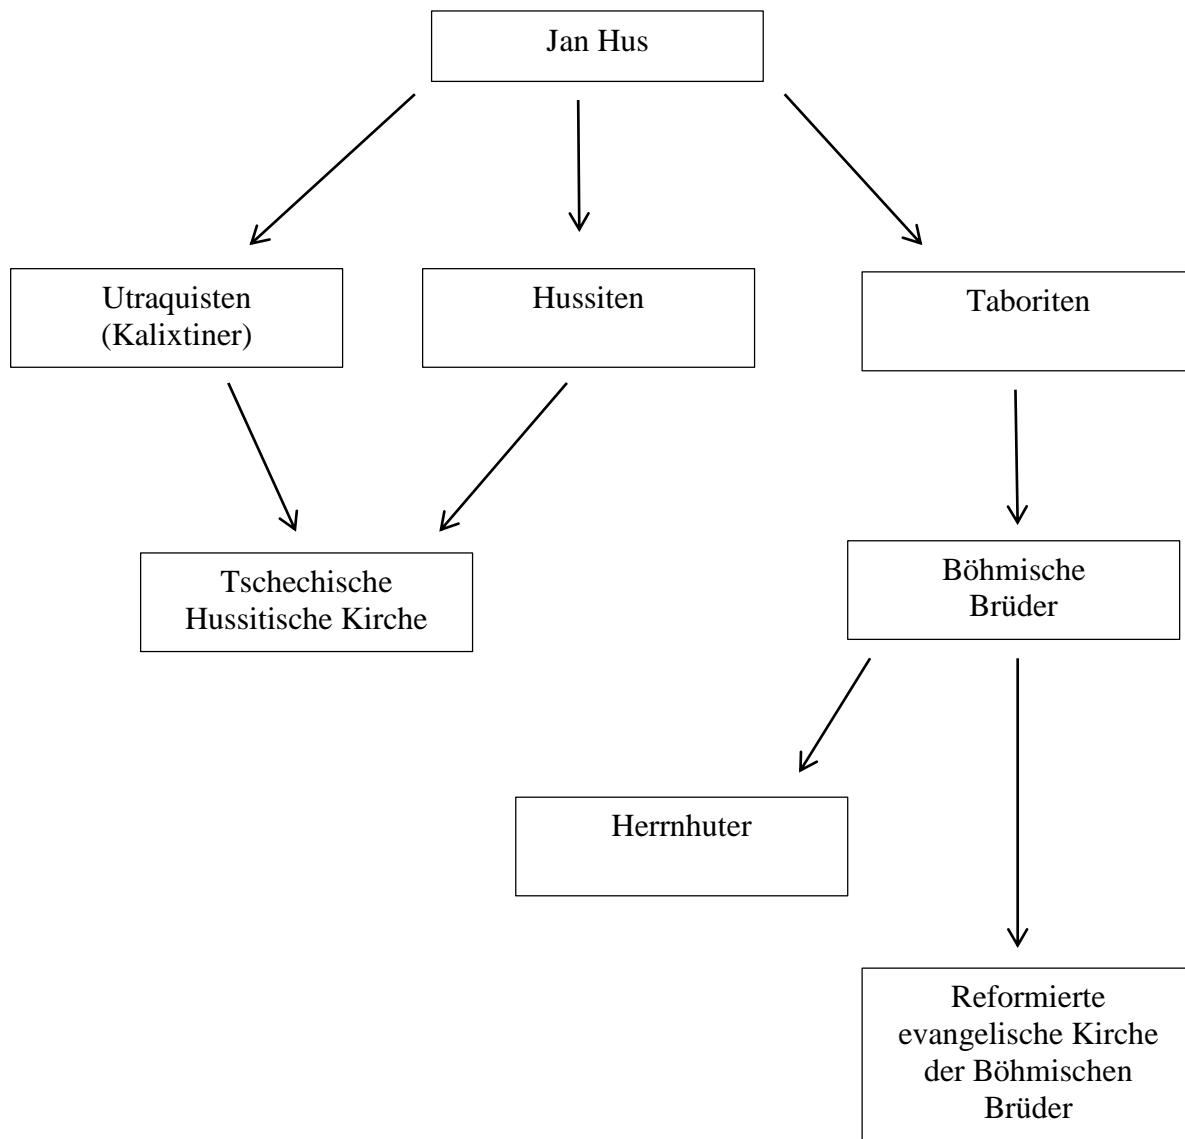 Jan Hus
Utraquisten
(Kalixtiner)
Hussiten
Taboriten
Tschechische
Hussitische Kirche
Böhmische
Brüder
Herrnhuter
Reformierte
evangelische Kirche
der Böhmischen
Brüder